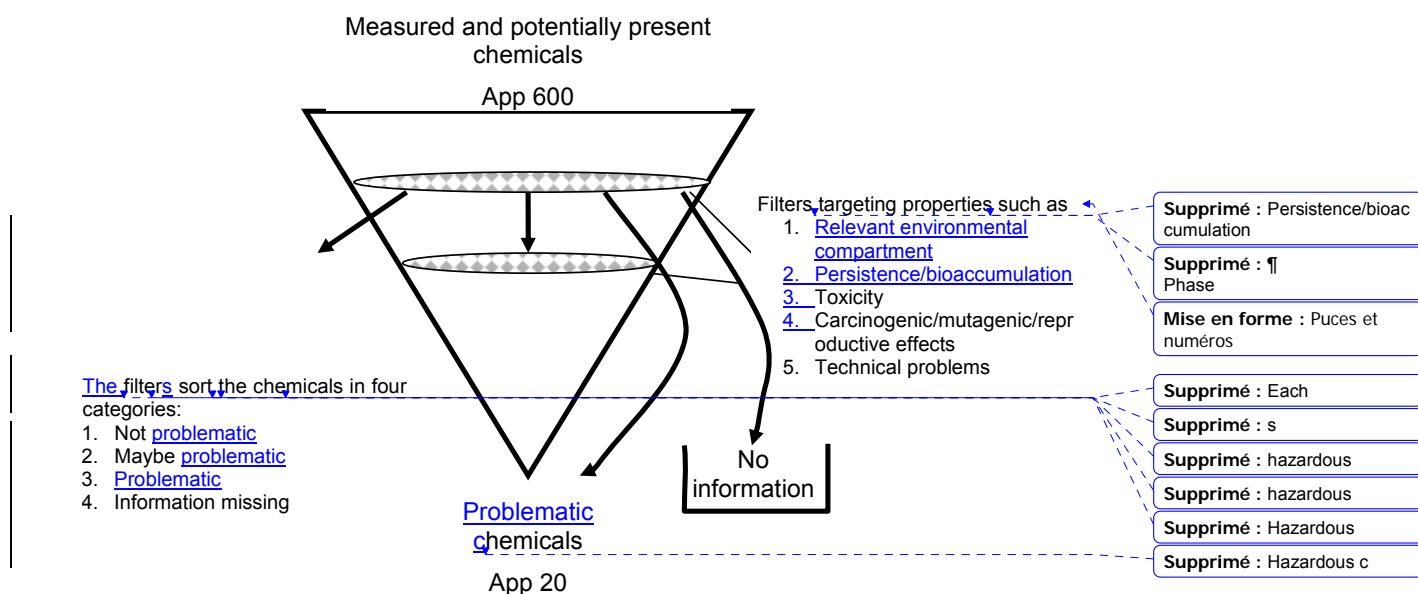 Measured and potentially present
chemicals
App 600
Filters targeting properties such as
1. Relevant environmental
compartment
2. Persistence/bioaccumulation
3. Toxicity
4. Carcinogenic/mutagenic/repr
oductive effects
5. Technical problems
The filters sort the chemicals in four
categories:
1. Not problematic
2. Maybe problematic
3. Problematic
4. Information missing
No
information
Problematic
chemicals
App 20
Supprimé : Persistence/bioac
cumulation
Supprimé : ¶
Phase
Mise en forme : Puces et
numéros
Supprimé : Each
Supprimé : s
Supprimé : hazardous
Supprimé : hazardous
Supprimé : Hazardous
Supprimé : Hazardous c